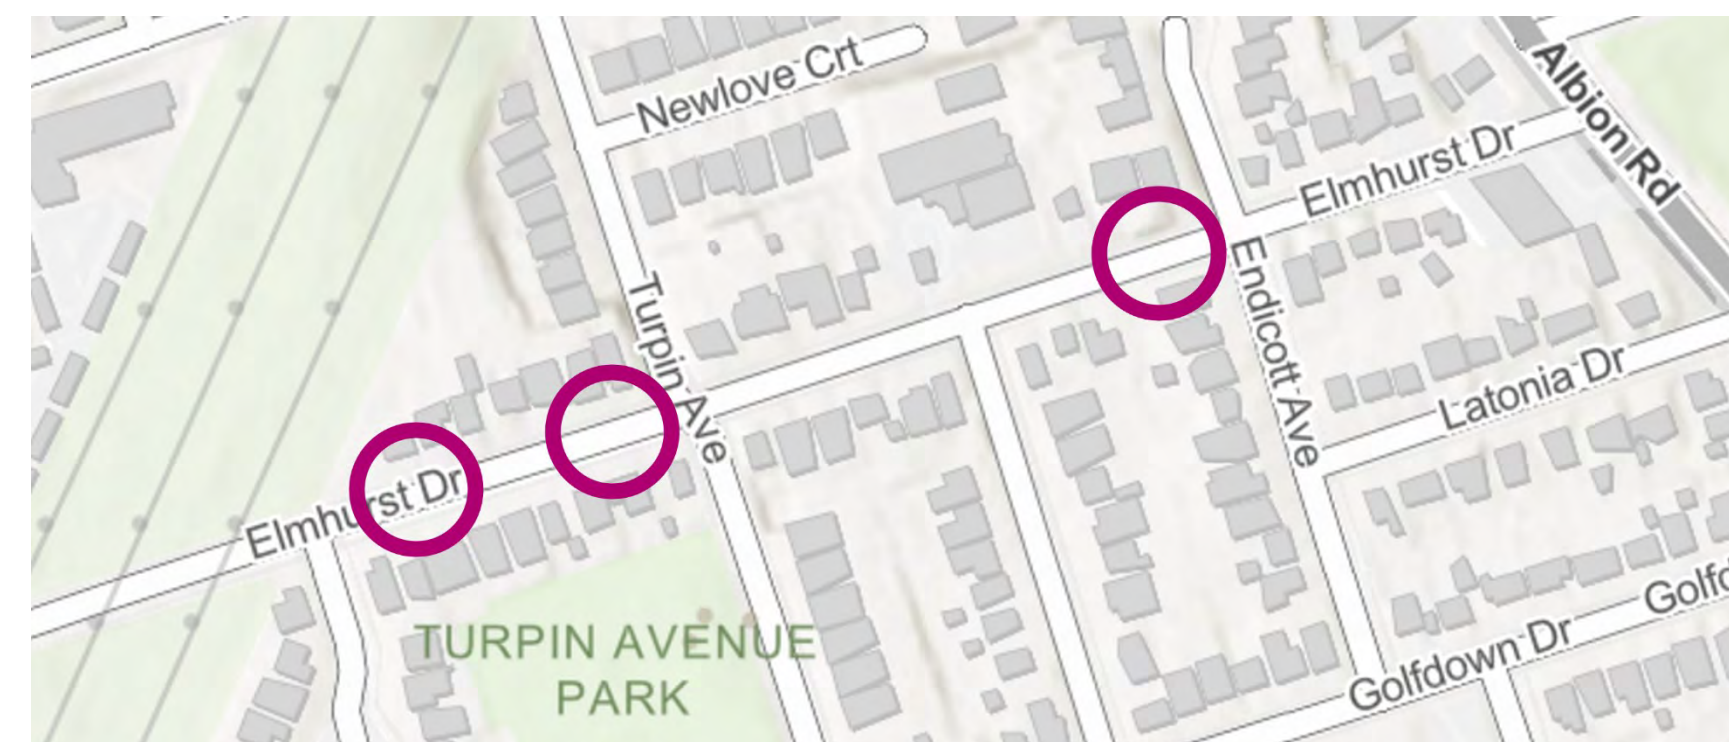 Newlove Crt
Albion Rd
Elmhurst Dr
Turpin Ave
Endicott Ave
Latonia Dr
Elmhurst Dr
Golfdown Dr
TURPIN AVENUE
PARK